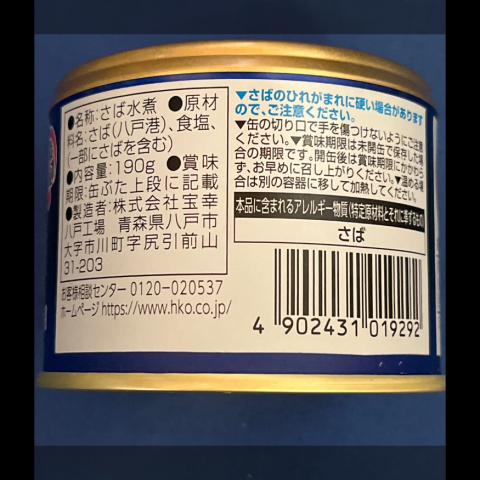 ●名称:さば水煮 ●原材
料名:さば(八戸港)、食塩、
(一部にさばを含む)
●内容量:190g ●賞味
期限:缶ぶた上段に記載
●製造者:株式会社宝幸
八戸工場 青森県八戸市
大字市川町字尻引前山
31-203
お客様相談センター 0120-020537
ホームページ https://www.hko.co.jp/
▼さばのひれがまれに硬い場合があります
ので、ご注意ください。
▼缶の切り口で手を傷つけないようにご注意
ください。▼賞味期限は未開缶で保存した場
合の期限です。開缶後は賞味期限にかかわら
ず、お早めに召し上がりください。▼温める場
合は別の容器に移して加熱してください。
本品に含まれるアレルギー物質(特定原材料とそれに準ずるもの)
さば
4 902431 019292